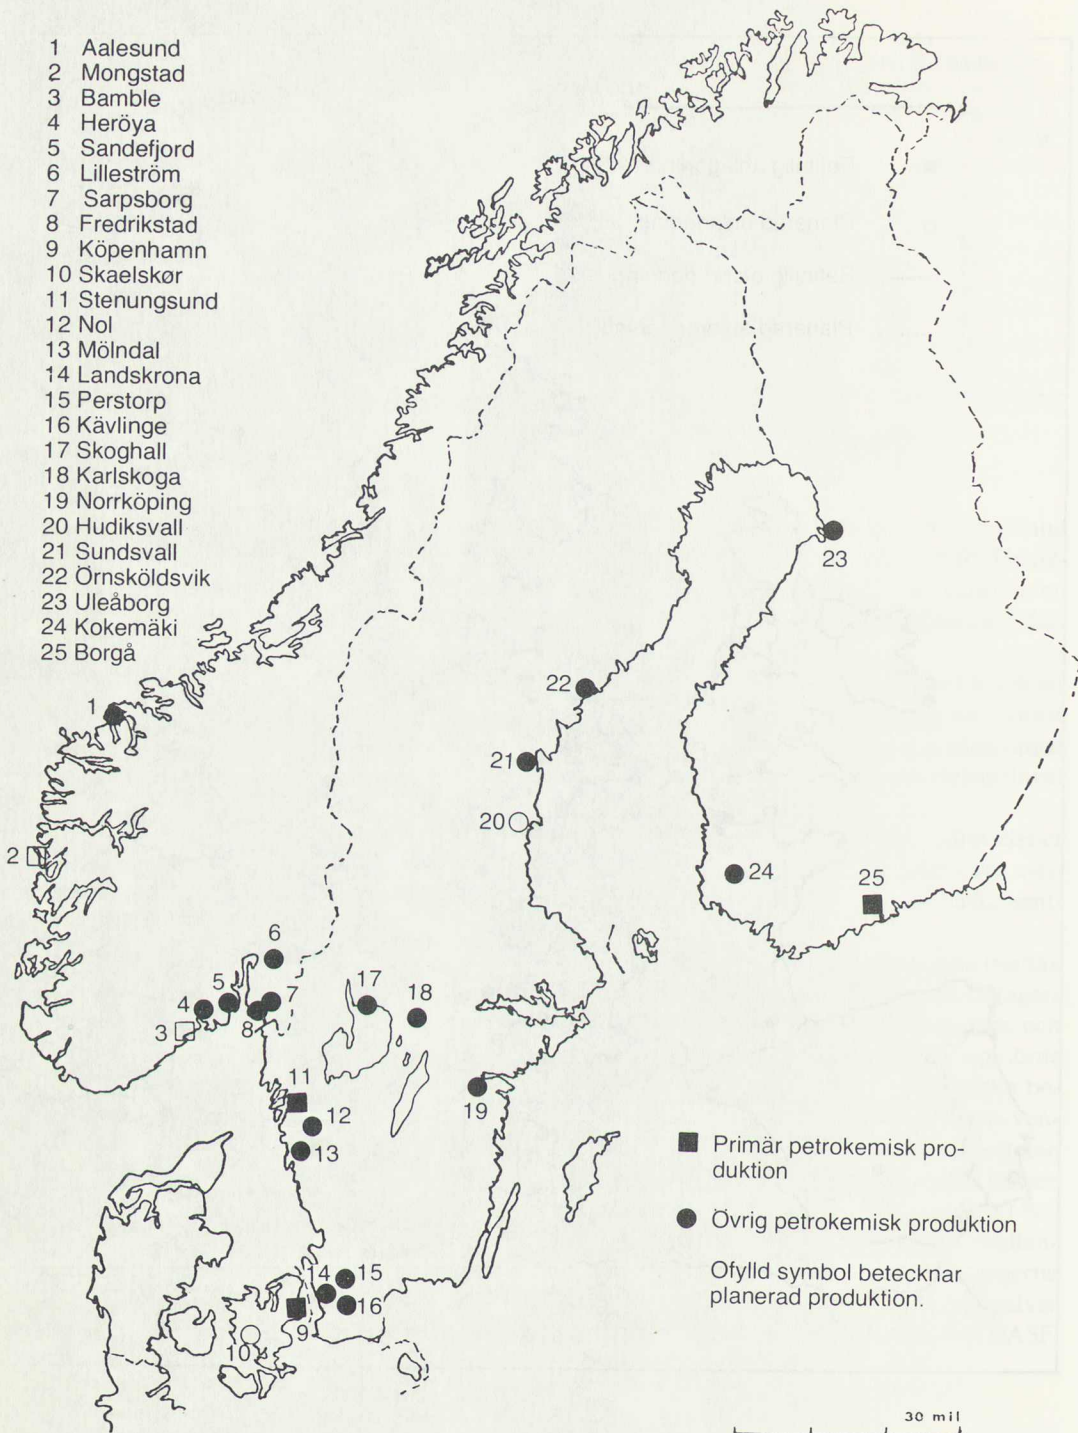 1 Aalesund
2 Mongstad
3 Bamble
4 Heröya
5 Sandefjord
6 Lilleström
7 Sarpsborg
8 Fredrikstad
9 Köpenhamn
10 Skaelskør
11 Stenungsund
12 Nol
13 Mölndal
14 Landskrona
15 Perstorp
16 Kävlinge
17 Skoghall
18 Karlskoga
19 Norrköping
20 Hudiksvall
21 Sundsvall
22 Örnsköldsvik
23 Uleåborg
24 Kokemäki
25 Borgå
23
22
1
21
20
2
24
25
6
5
17
4
7
18
3
8
11
19
12
13
Primär petrokemisk pro-
duktion
Övrig petrokemisk produktion
Ofylld symbol betecknar
planerad produktion.
14
15
16
9
10
30 mil